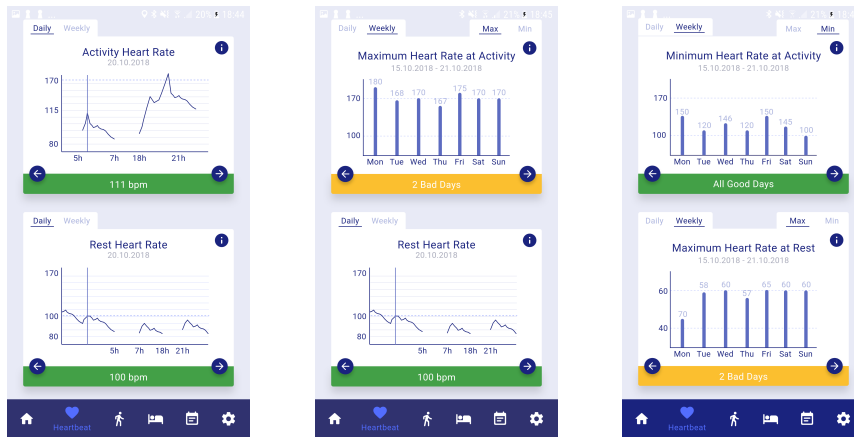 20% 18:44
Daily Weekly
Activity Heart Rate
20.10.2018
170
115
80
5h 7h 18h 21h
111 bpm
Daily Weekly
Rest Heart Rate
20.10.2018
170
100
80
5h 7h 18h 21h
100 bpm
Heartbeat
21% 18:45
Daily Weekly
Max Min
Maximum Heart Rate at Activity
15.10.2018 - 21.10.2018
180 168 170 167 175 170 170
170
100
Mon Tue Wed Thu Fri Sat Sun
2 Bad Days
Daily Weekly
Rest Heart Rate
20.10.2018
170
100
80
5h 7h 18h 21h
100 bpm
Heartbeat
Daily Weekly
Max Min
Minimum Heart Rate at Activity
15.10.2018 - 21.10.2018
170
150 120 146 120 150 145 100
100
Mon Tue Wed Thu Fri Sat Sun
All Good Days
Daily Weekly
Max Min
Maximum Heart Rate at Rest
15.10.2018 - 21.10.2018
70 58 60 57 65 60 60
60
40
Mon Tue Wed Thu Fri Sat Sun
2 Bad Days
Heartbeat